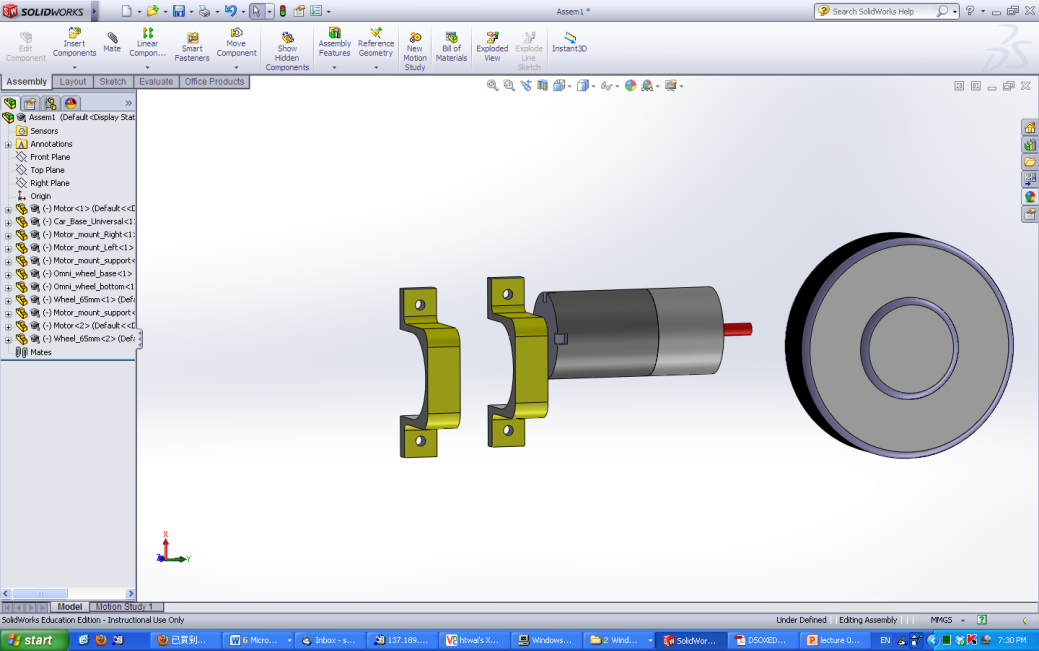 SOLIDWORKS
Assem1 *
Search SolidWorks Help
Edit Component
Insert Components
Mate
Linear Compon...
Smart Fasteners
Move Component
Show Hidden Components
Assembly Features
Reference Geometry
New Motion Study
Bill of Materials
Exploded View
Explode Line Sketch
Instant3D
Assembly
Layout
Sketch
Evaluate
Office Products
Assem1 (Default<Display Stat
Sensors
Annotations
Front Plane
Top Plane
Right Plane
Origin
(-) Motor<1> (Default<<D
(-) Car_Base_Universal<1
(-) Motor_mount_Right<1>
(-) Motor_mount_Left<1>
(-) Motor_mount_support<
(-) Omni_wheel_base<1>
(-) Omni_wheel_bottom<1
(-) Wheel_65mm<1> (Defa
(-) Motor_mount_support<
(-) Motor<2> (Default<<D
(-) Wheel_65mm<2> (Defa
Mates
X
Z
Y
Model
Motion Study 1
SolidWorks Education Edition - Instructional Use Only
Under Defined
Editing Assembly
MMGS
start
已買到...
6 Micro...
Inbox - s...
137.189....
htwai's X...
Windows...
2 Wind...
SolidWor...
DSOXED...
lecture 0...
EN
7:30 PM